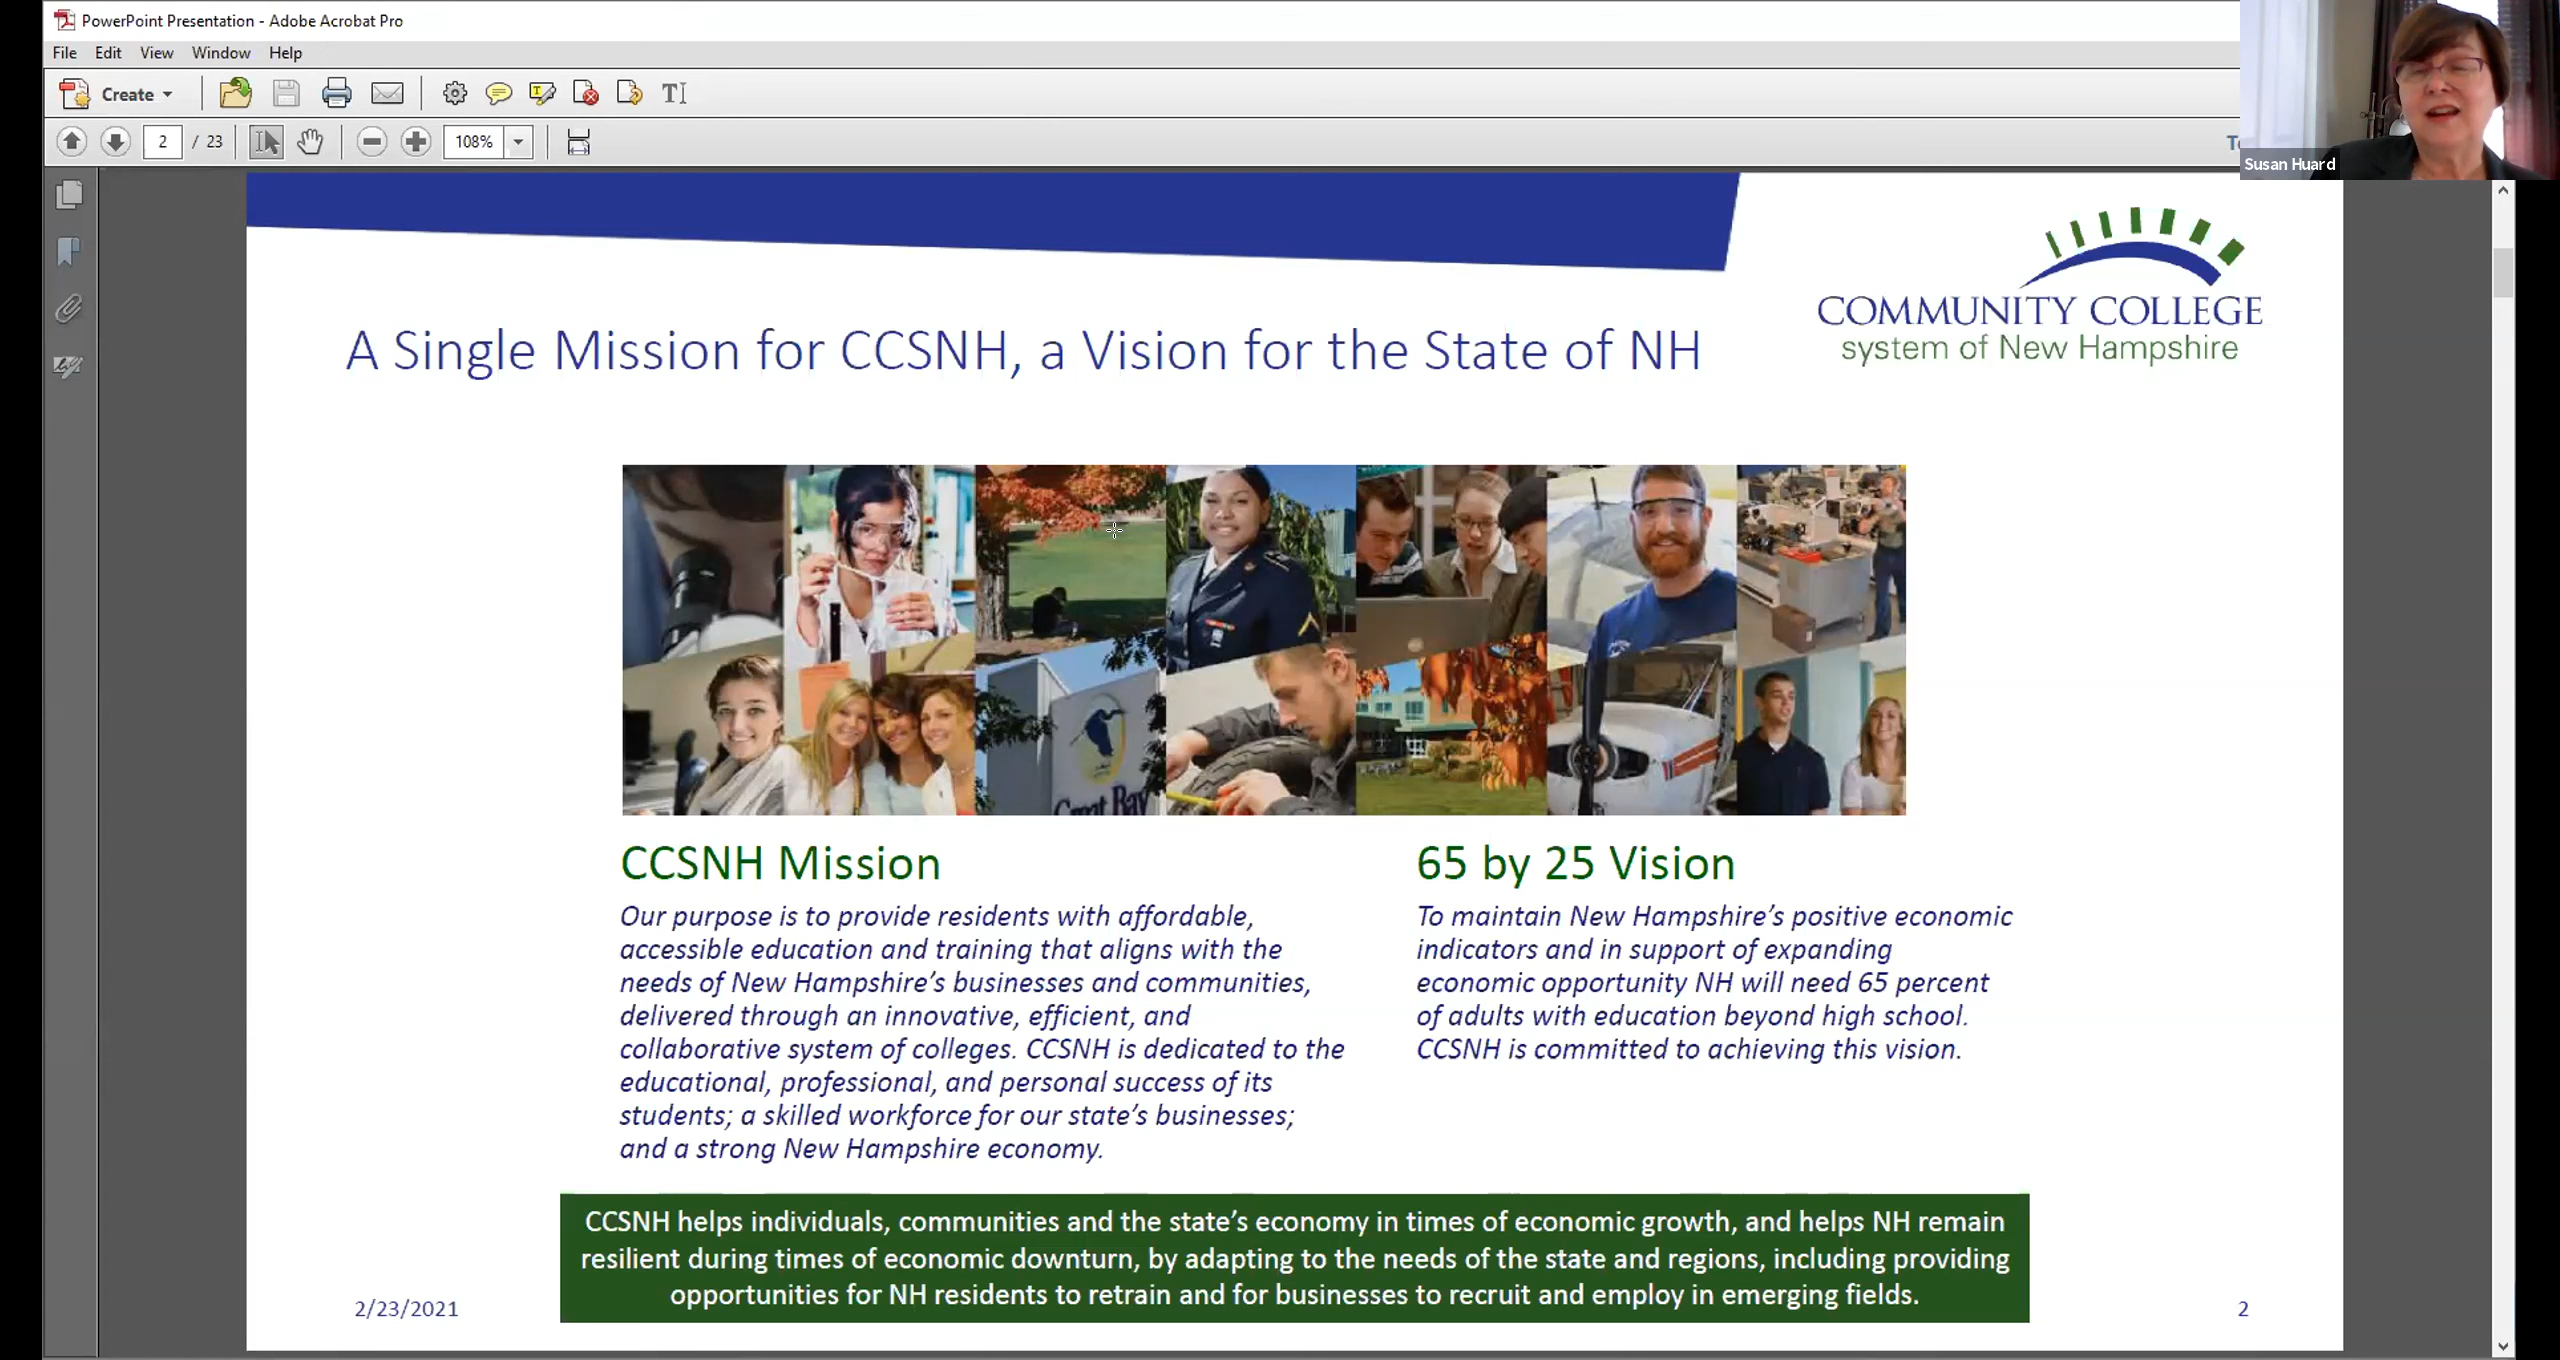 PowerPoint Presentation - Adobe Acrobat Pro
File Edit View Window Help
Create
2 / 23
108%
Susan Huard
COMMUNITY COLLEGE
system of New Hampshire
A Single Mission for CCSNH, a Vision for the State of NH
Great Bay
CCSNH Mission
Our purpose is to provide residents with affordable,
accessible education and training that aligns with the
needs of New Hampshire's businesses and communities,
delivered through an innovative, efficient, and
collaborative system of colleges. CCSNH is dedicated to the
educational, professional, and personal success of its
students; a skilled workforce for our state's businesses;
and a strong New Hampshire economy.
65 by 25 Vision
To maintain New Hampshire's positive economic
indicators and in support of expanding
economic opportunity NH will need 65 percent
of adults with education beyond high school.
CCSNH is committed to achieving this vision.
CCSNH helps individuals, communities and the state's economy in times of economic growth, and helps NH remain
resilient during times of economic downturn, by adapting to the needs of the state and regions, including providing
opportunities for NH residents to retrain and for businesses to recruit and employ in emerging fields.
2/23/2021
2